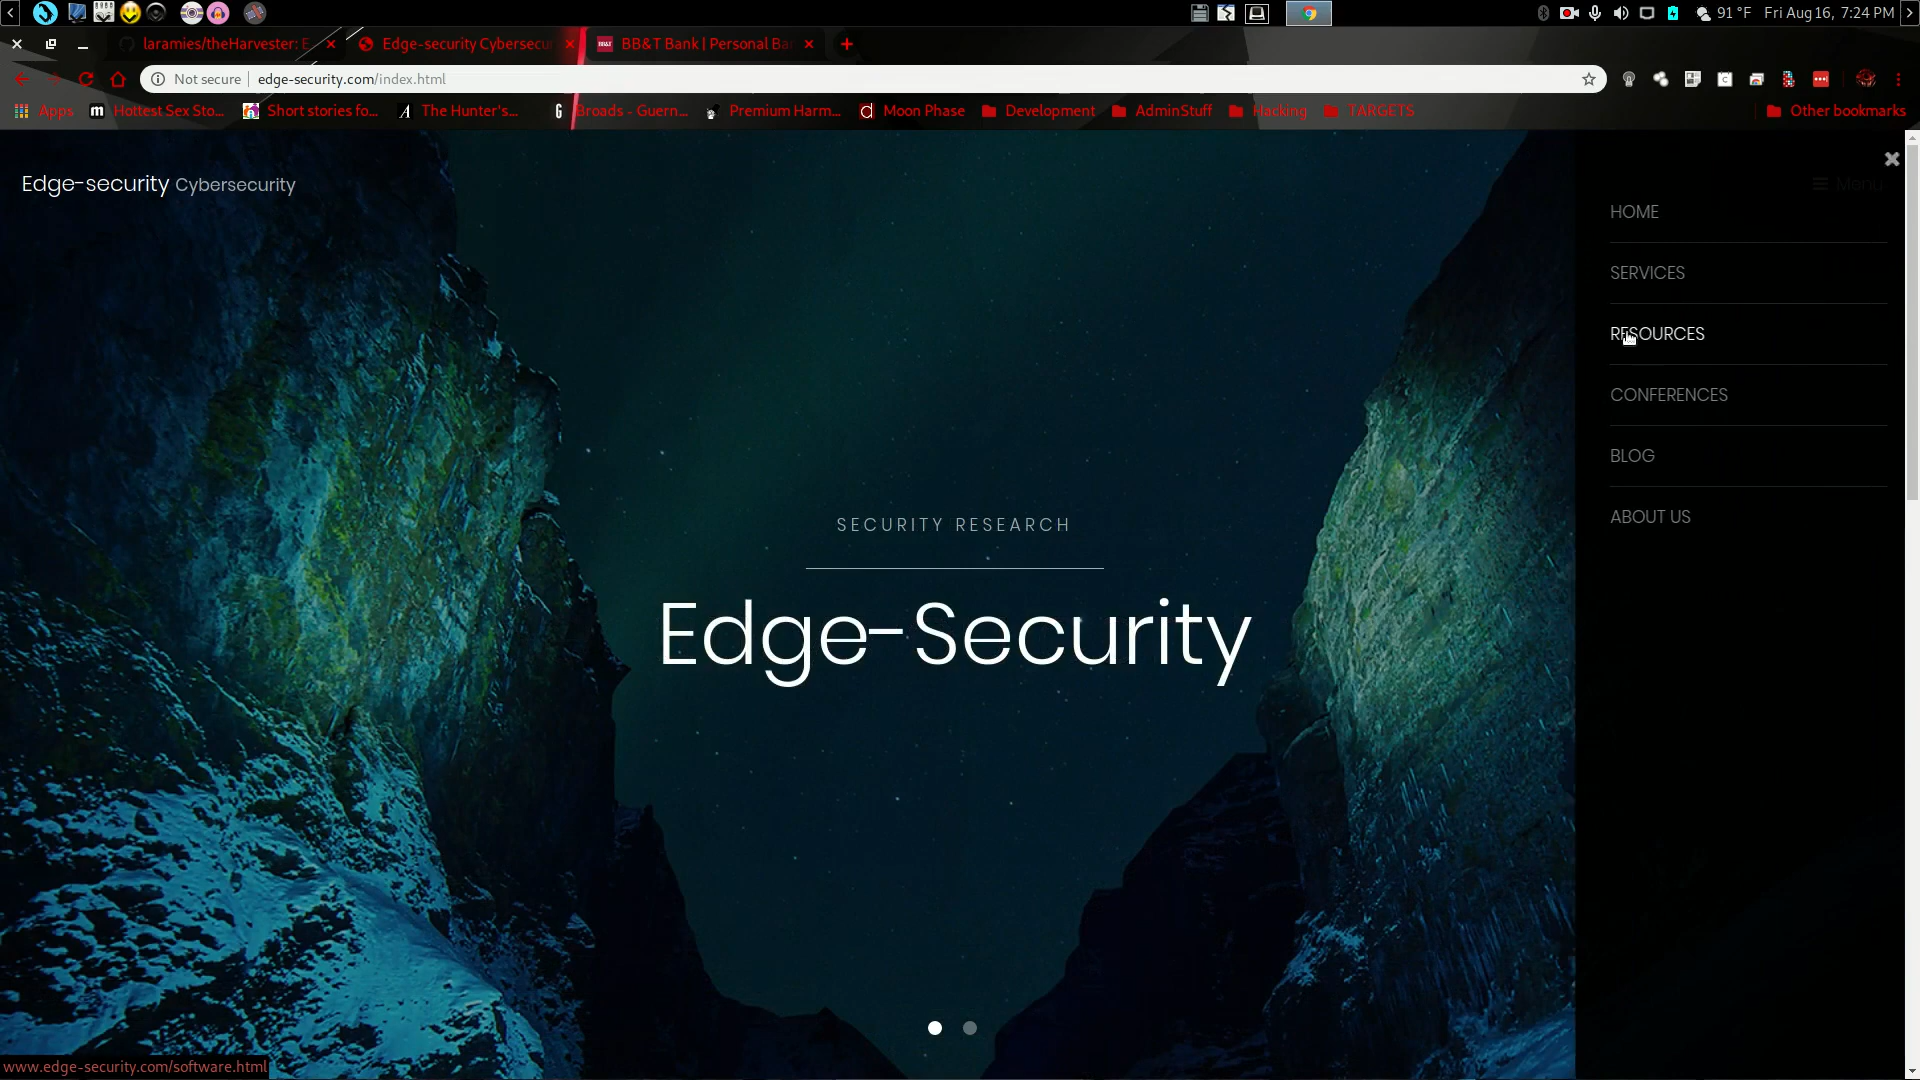 91 °F Fri Aug 16, 7:24 PM
laramies/theHarvester: E
Edge-security Cybersecur
BB&T Bank | Personal Ba
Not secure
edge-security.com/index.html
Apps
Hottest Sex Sto...
Short stories fo...
The Hunter's...
Broads - Guern...
Premium Harm...
Moon Phase
Development
AdminStuff
Hacking
TARGETS
Other bookmarks
Edge-security Cybersecurity
Menu
HOME
SERVICES
RESOURCES
CONFERENCES
BLOG
ABOUT US
SECURITY RESEARCH
Edge-Security
www.edge-security.com/software.html